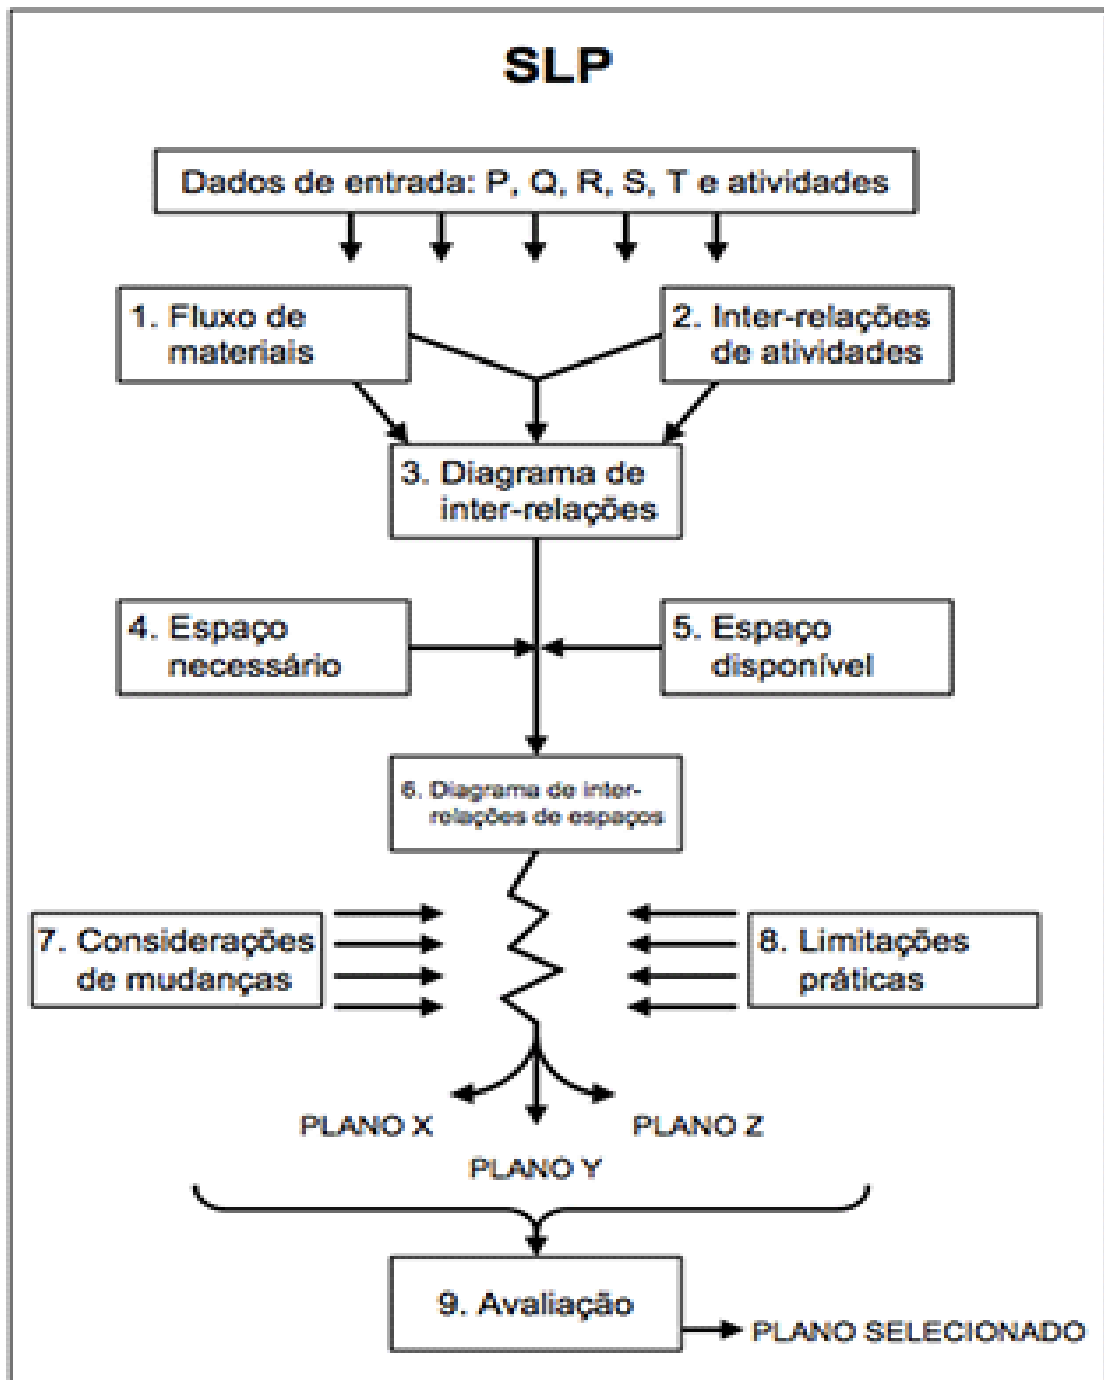 SLP
Dados de entrada: P, Q, R, S, T e atividades
1. Fluxo de
materiais
2. Inter-relações
de atividades
3. Diagrama de
inter-relações
4. Espaço
necessário
5. Espaço
disponível
6. Diagrama de inter-
relações de espaços
7. Considerações
de mudanças
8. Limitações
práticas
PLANO X
PLANO Z
PLANO Y
9. Avaliação
PLANO SELECIONADO